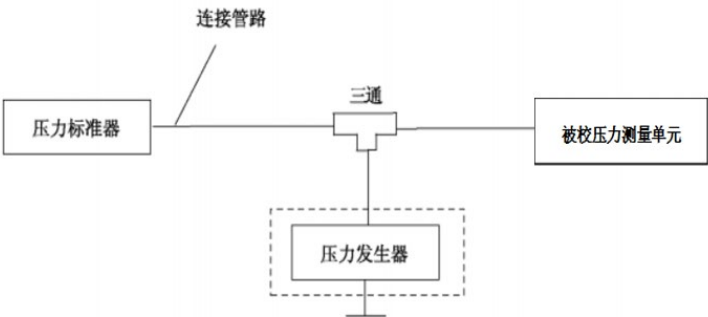 连接管路
三通
压力标准器
被校压力测量单元
压力发生器